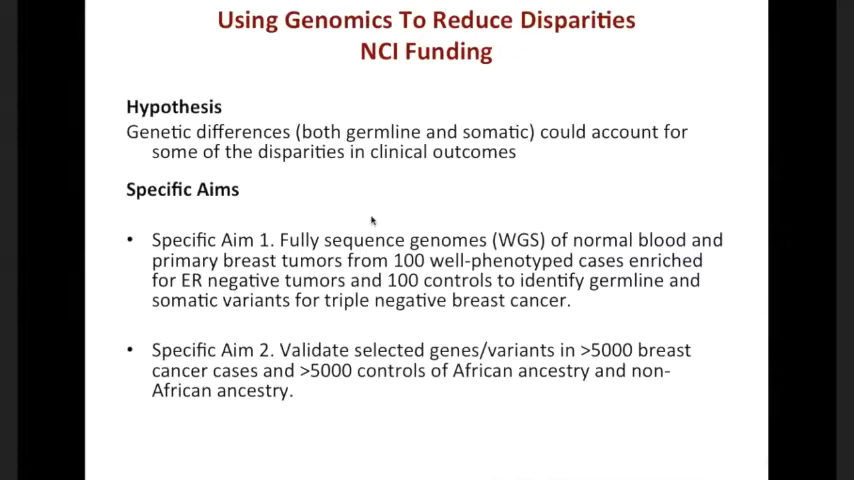 Using Genomics To Reduce Disparities
NCI Funding
Hypothesis
Genetic differences (both germline and somatic) could account for
some of the disparities in clinical outcomes
Specific Aims
• Specific Aim 1. Fully sequence genomes (WGS) of normal blood and
primary breast tumors from 100 well-phenotyped cases enriched
for ER negative tumors and 100 controls to identify germline and
somatic variants for triple negative breast cancer.
• Specific Aim 2. Validate selected genes/variants in >5000 breast
cancer cases and >5000 controls of African ancestry and non-
African ancestry.